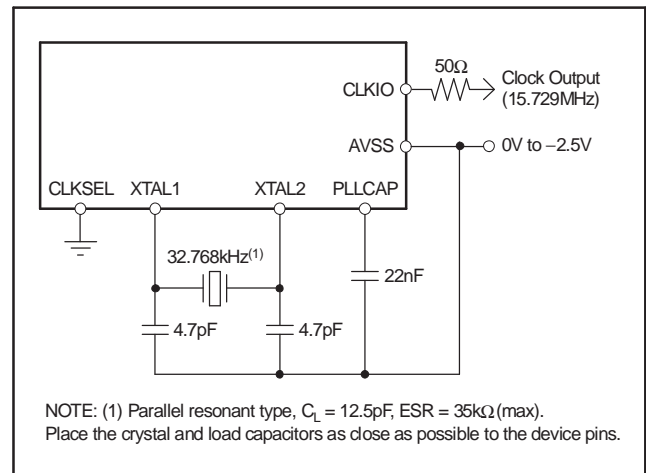 50Ω
CLKIO
Clock Output
(15.729MHz)
AVSS
0V to −2.5V
CLKSEL XTAL1 XTAL2 PLLCAP
32.768kHz(1)
22nF
4.7pF 4.7pF
NOTE: (1) Parallel resonant type, CL = 12.5pF, ESR = 35kΩ (max).
Place the crystal and load capacitors as close as possible to the device pins.